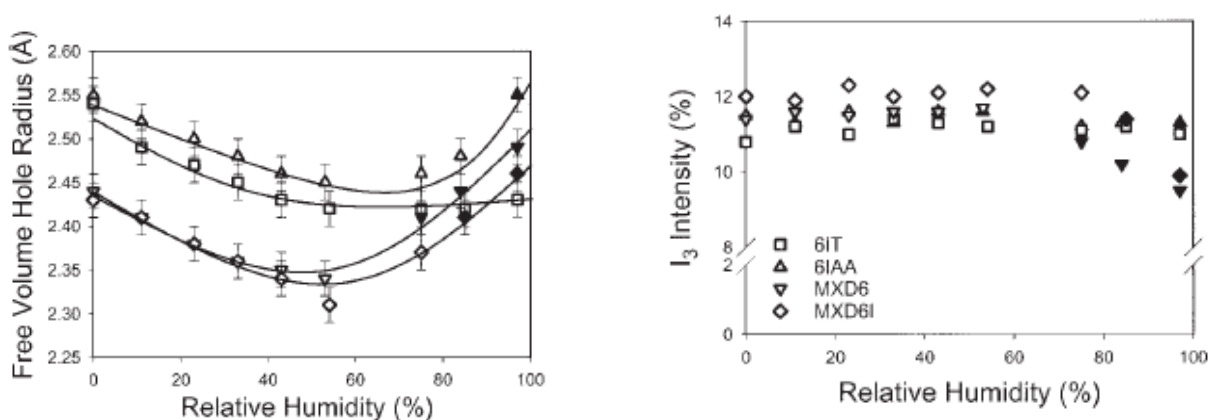 Free Volume Hole Radius (Å)
2.60
2.55
2.50
2.45
2.40
2.35
2.30
2.25
0 20 40 60 80 100
Relative Humidity (%)
I₃ Intensity (%)
14
12
10
8
2
0
6IT
6IAA
MXD6
MXD6I
0 20 40 60 80 100
Relative Humidity (%)